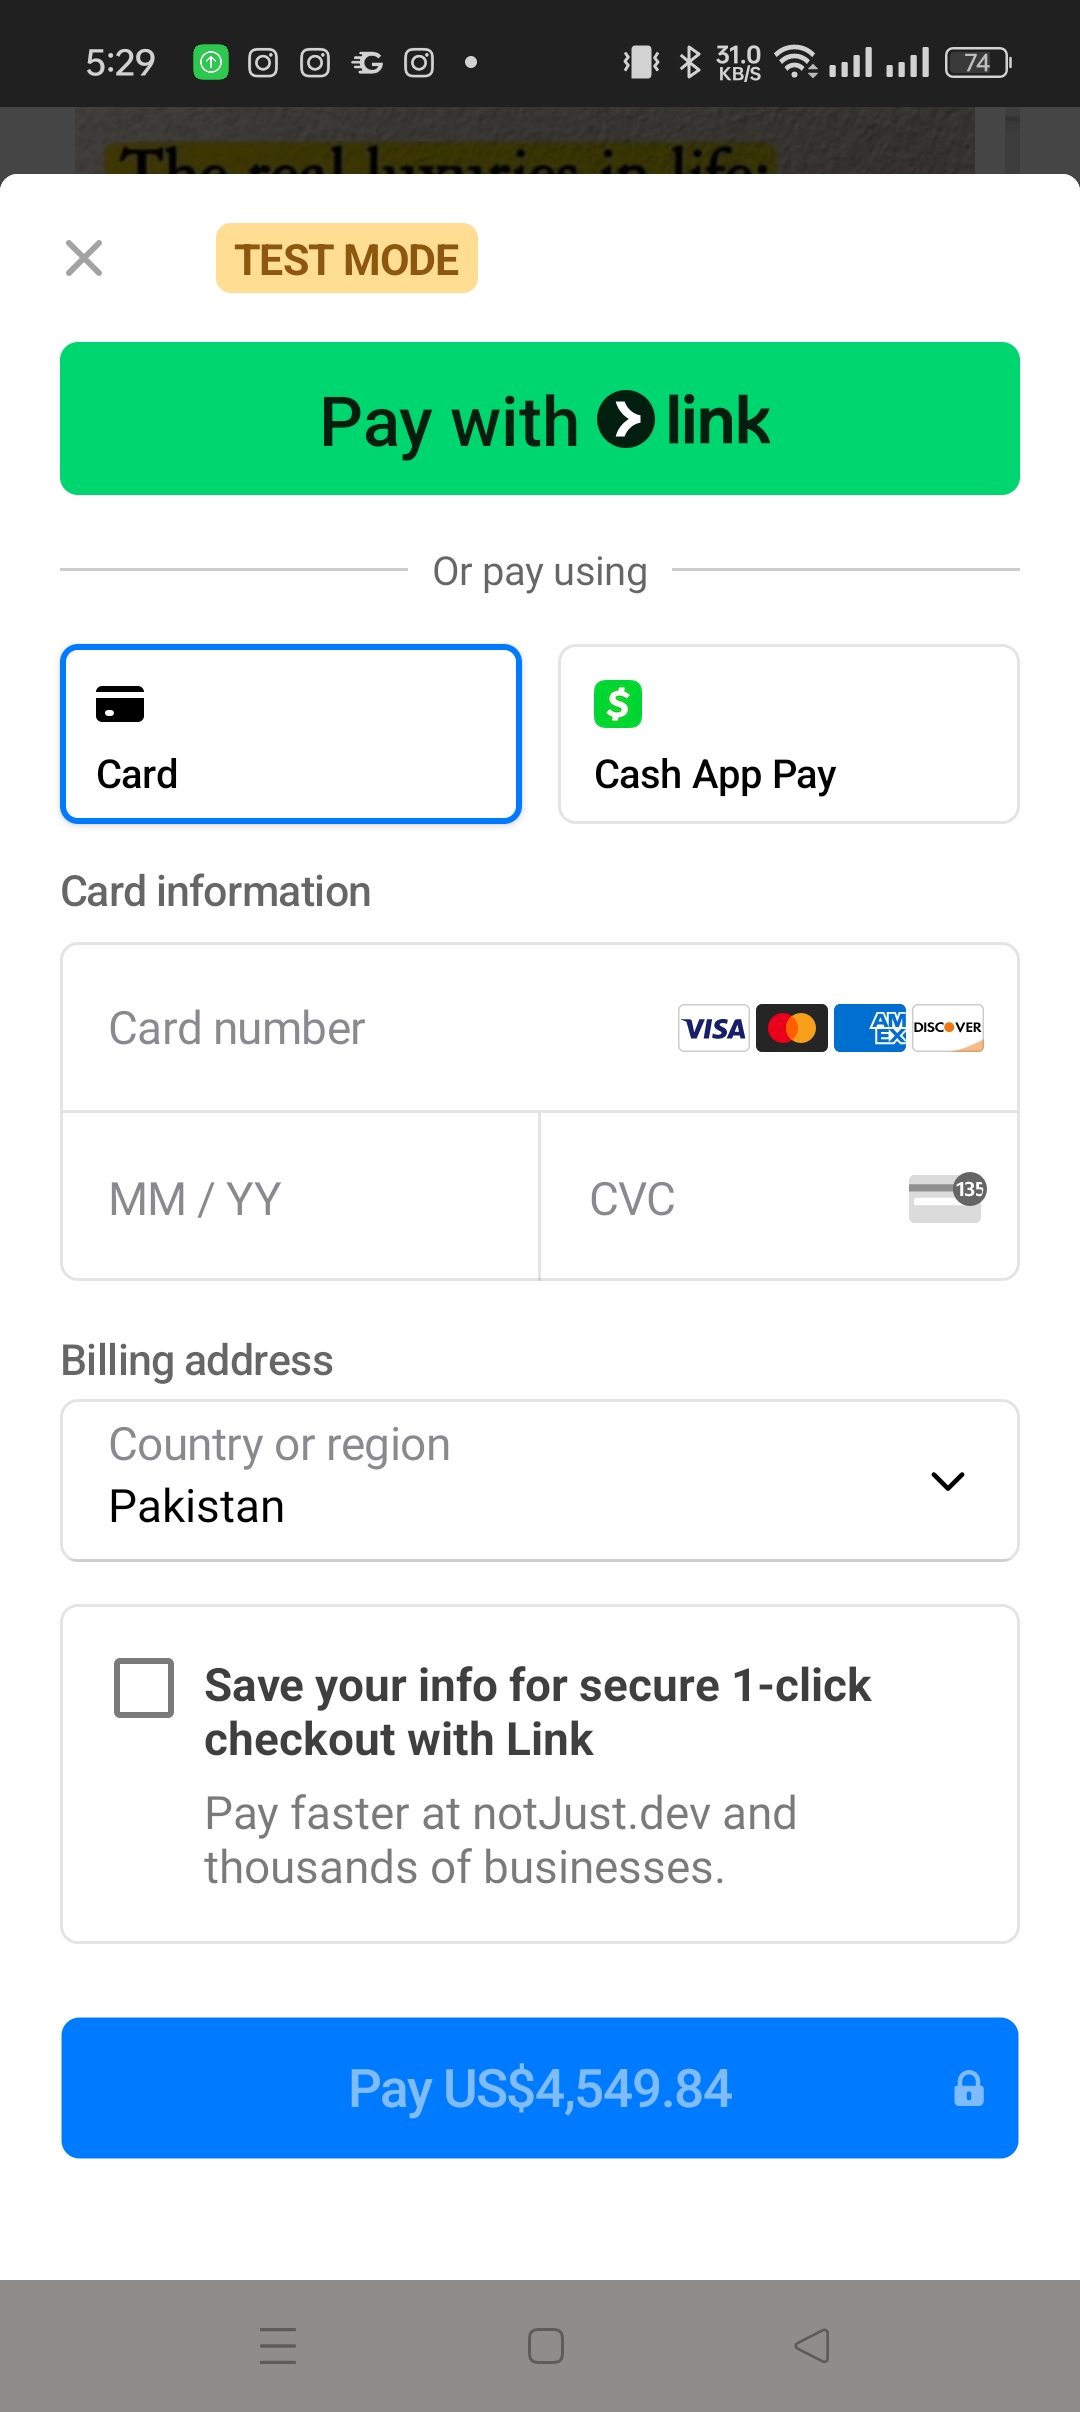 5:29
31.0
KB/S
74
The real luxuries in life:
TEST MODE
Pay with link
Or pay using
Card
Cash App Pay
Card information
Card number
VISA
AM
EX
DISCOVER
MM / YY
CVC
135
Billing address
Country or region
Pakistan
Save your info for secure 1-click
checkout with Link
Pay faster at notJust.dev and
thousands of businesses.
Pay US$4,549.84